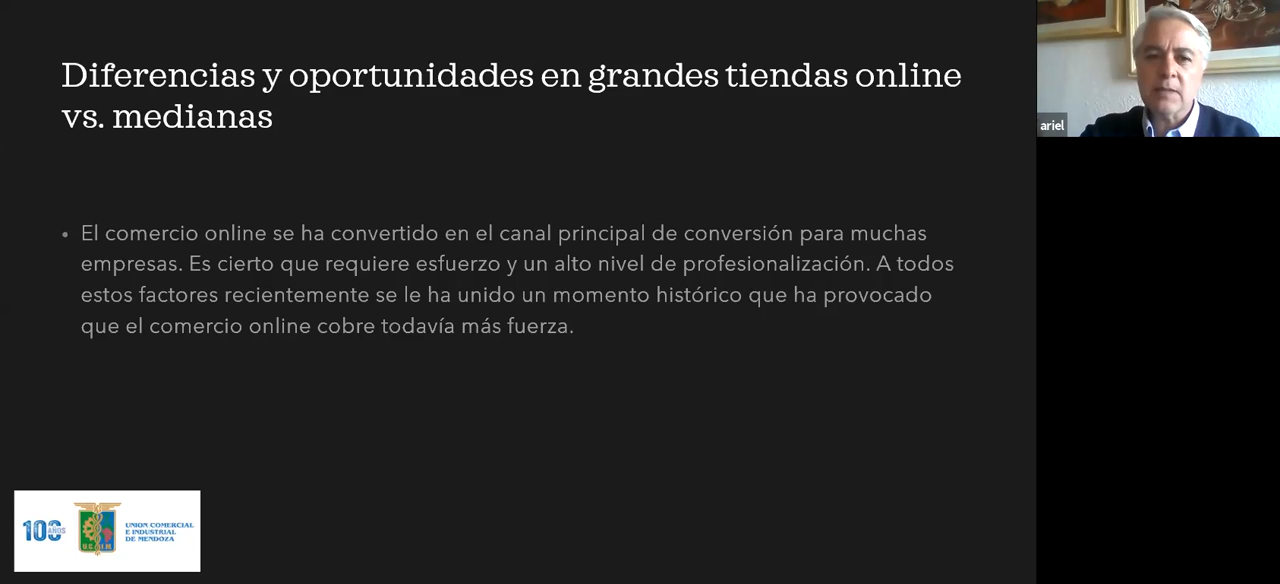 Diferencias y oportunidades en grandes tiendas online
vs. medianas
• El comercio online se ha convertido en el canal principal de conversión para muchas
empresas. Es cierto que requiere esfuerzo y un alto nivel de profesionalización. A todos
estos factores recientemente se le ha unido un momento histórico que ha provocado
que el comercio online cobre todavía más fuerza.
ariel
100 AÑOS
U.C.I.M
UNION COMERCIAL
E INDUSTRIAL
DE MENDOZA